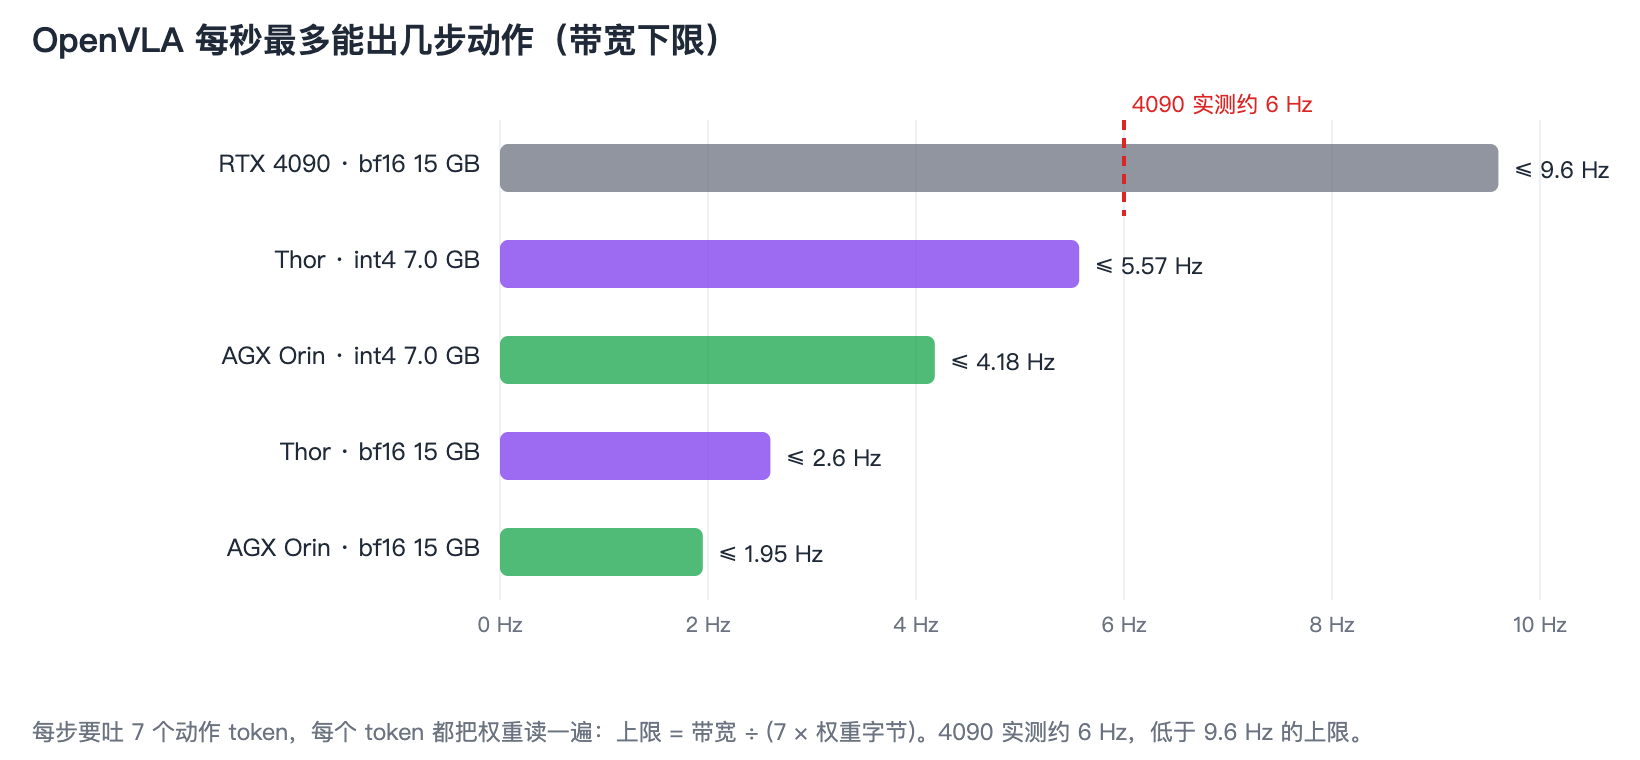 OpenVLA 每秒最多能出几步动作（带宽下限）
4090 实测约 6 Hz
RTX 4090 · bf16 15 GB
≤ 9.6 Hz
Thor · int4 7.0 GB
≤ 5.57 Hz
AGX Orin · int4 7.0 GB
≤ 4.18 Hz
Thor · bf16 15 GB
≤ 2.6 Hz
AGX Orin · bf16 15 GB
≤ 1.95 Hz
0 Hz 2 Hz 4 Hz 6 Hz 8 Hz 10 Hz
每步要吐 7 个动作 token，每个 token 都把权重读一遍：上限 = 带宽 ÷ (7 × 权重字节)。4090 实测约 6 Hz，低于 9.6 Hz 的上限。